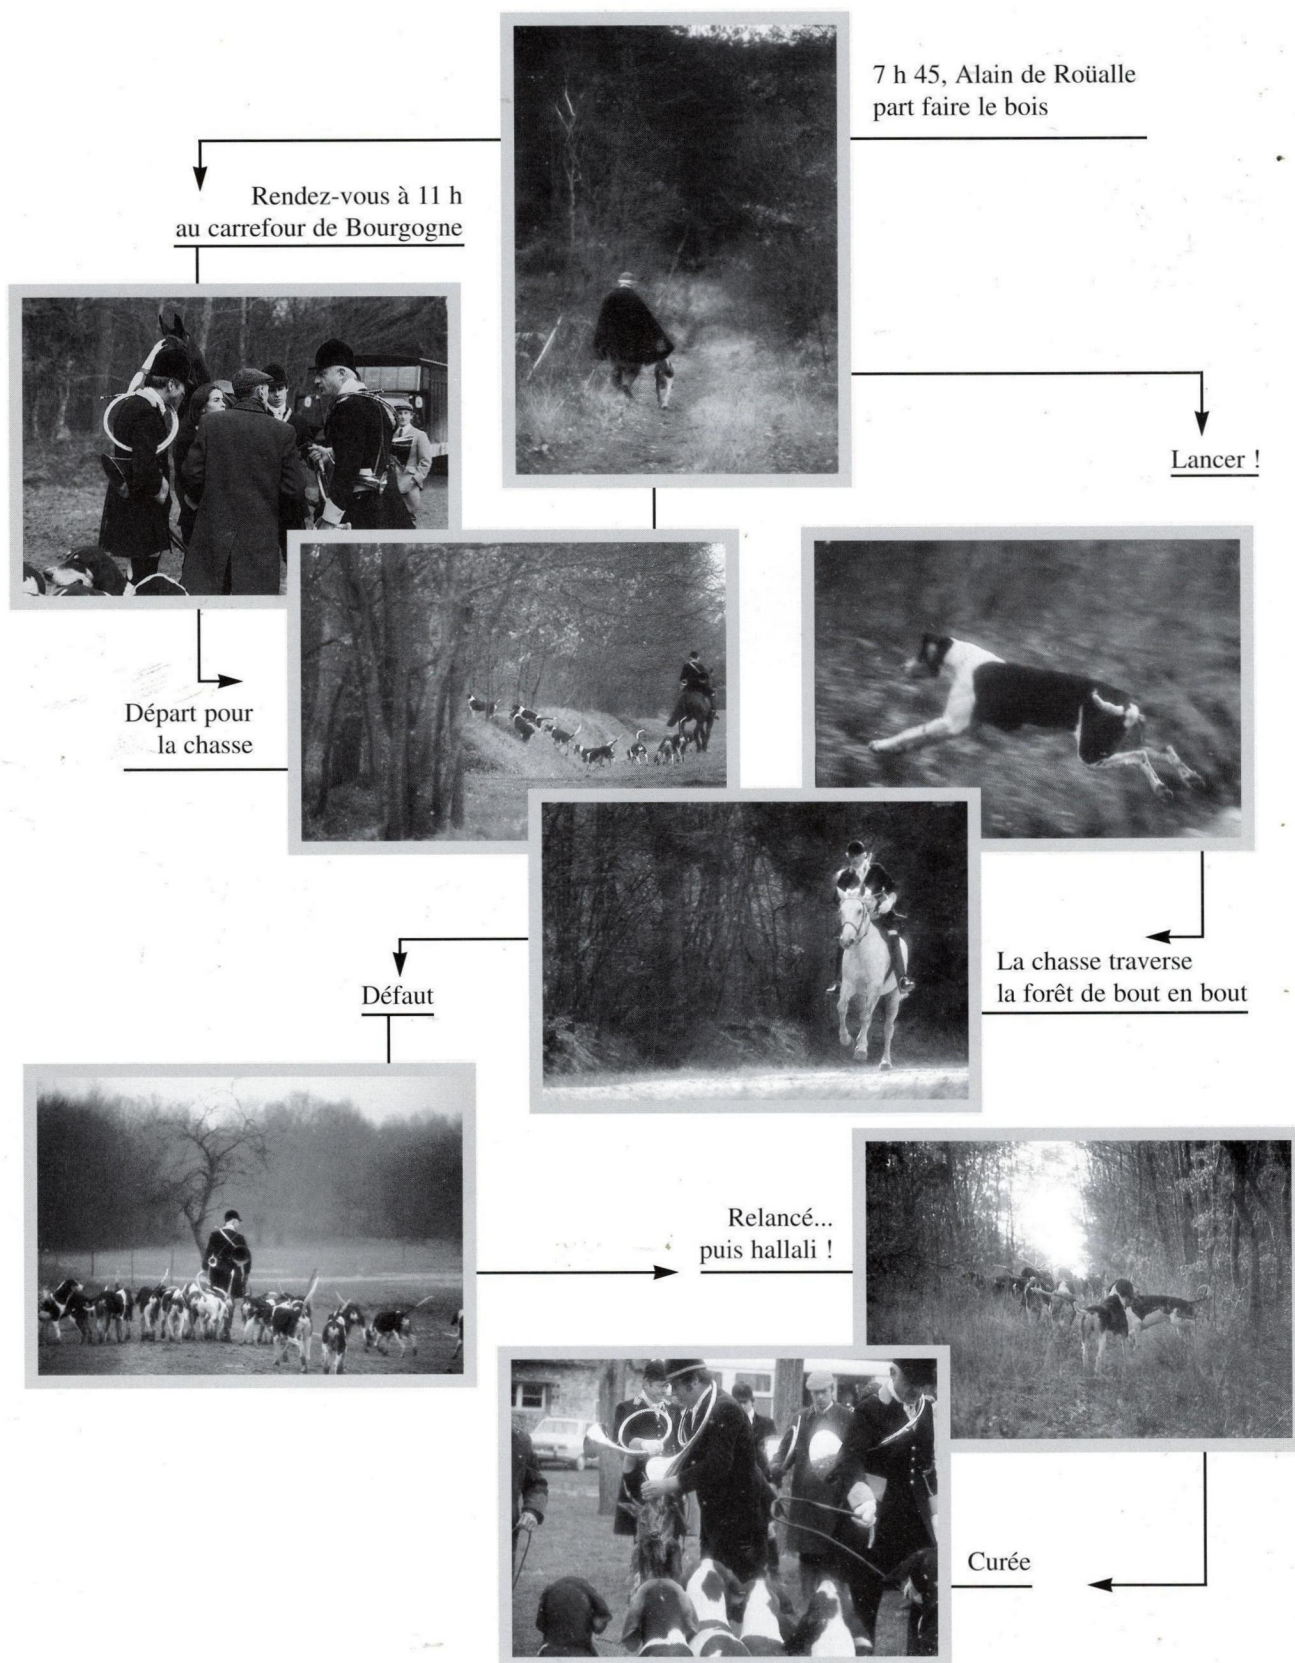 7 h 45, Alain de Roüalle
part faire le bois
Rendez-vous à 11 h
au carrefour de Bourgogne
Lancer !
Départ pour
la chasse
La chasse traverse
la forêt de bout en bout
Défaut
Relancé...
puis hallali !
Curée